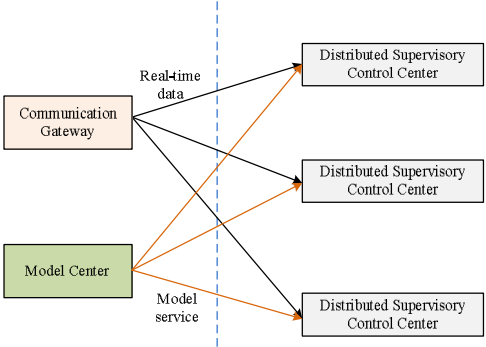 Real-time
data
Communication
Gateway
Model Center
Model
service
Distributed Supervisory
Control Center
Distributed Supervisory
Control Center
Distributed Supervisory
Control Center